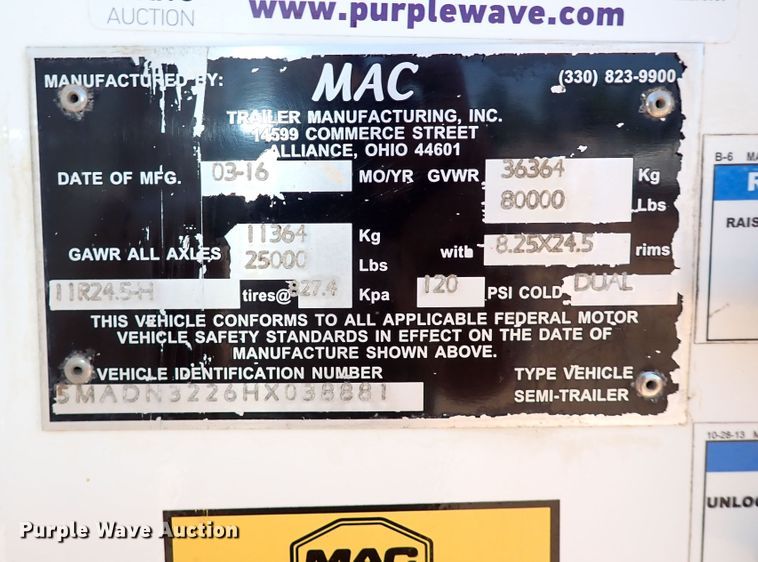 AUCTION
www.purplewave.com
MANUFACTURED BY: MAC (330) 823-9900
TRAILER MANUFACTURING, INC.
14599 COMMERCE STREET
ALLIANCE, OHIO 44601
DATE OF MFG. 03-16 MO/YR GVWR 36364 Kg
80000 Lbs
GAWR ALL AXLES 11364 Kg
25000 Lbs
with 8.25X24.5 rims
11R24.5-H tires@ 827.4 Kpa 120 PSI COLD DUAL
THIS VEHICLE CONFORMS TO ALL APPLICABLE FEDERAL MOTOR
VEHICLE SAFETY STANDARDS IN EFFECT ON THE DATE OF
MANUFACTURE SHOWN ABOVE.
VEHICLE IDENTIFICATION NUMBER TYPE VEHICLE
5MADN3226HX038881 SEMI-TRAILER
B-6 MA
R
RAIS
10-28-13 M
UNLOC
MAC
Purple Wave Auction